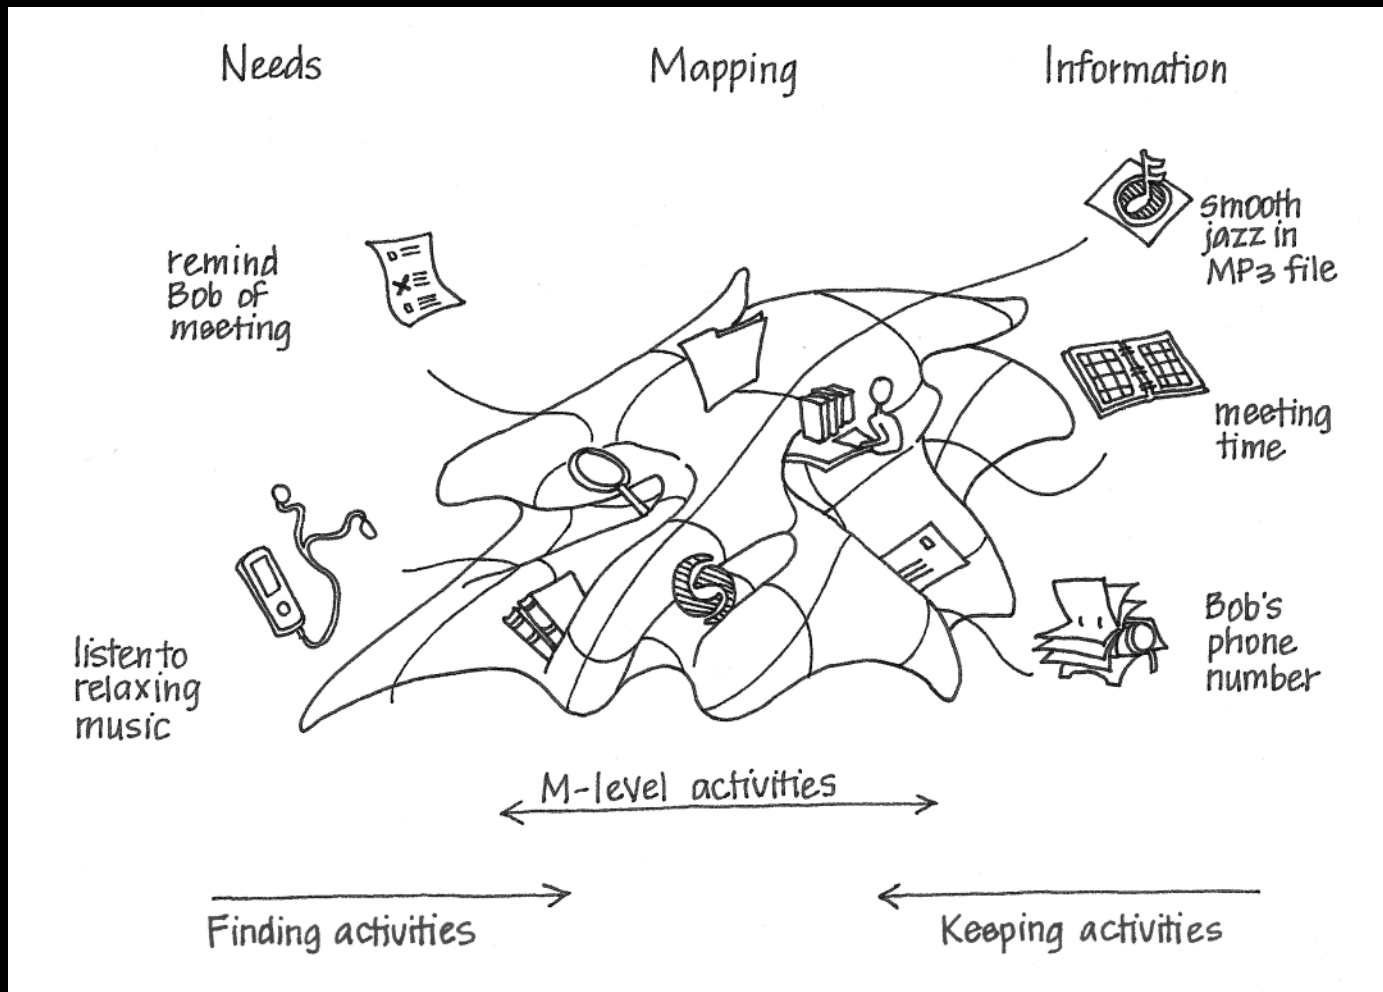 Needs
Mapping
Information
remind
Bob of
meeting
listen to
relaxing
music
smooth
jazz in
MP3 file
meeting
time
Bob's
phone
number
M-level activities
Finding activities
Keeping activities